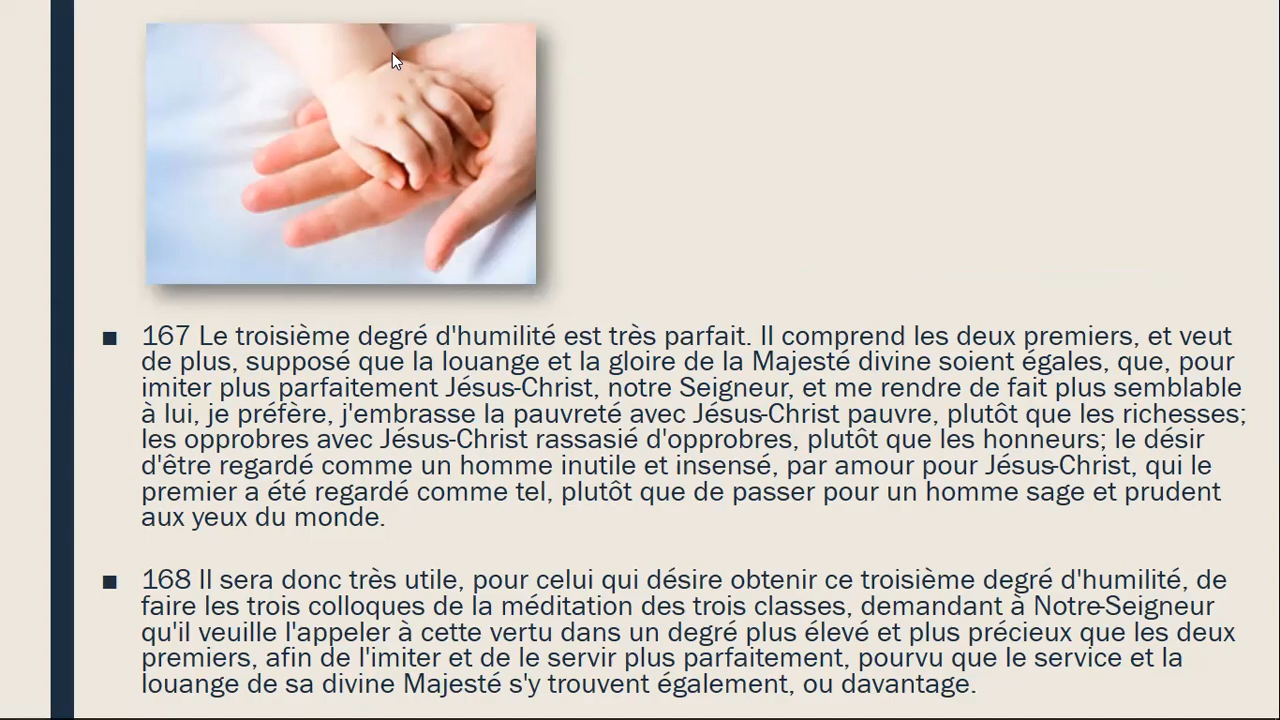 ■ 167 Le troisième degré d'humilité est très parfait. Il comprend les deux premiers, et veut
de plus, supposé que la louange et la gloire de la Majesté divine soient égales, que, pour
imiter plus parfaitement Jésus-Christ, notre Seigneur, et me rendre de fait plus semblable
à lui, je préfère, j'embrasse la pauvreté avec Jésus-Christ pauvre, plutôt que les richesses;
les opprobres avec Jésus-Christ rassasié d'opprobres, plutôt que les honneurs; le désir
d'être regardé comme un homme inutile et insensé, par amour pour Jésus-Christ, qui le
premier a été regardé comme tel, plutôt que de passer pour un homme sage et prudent
aux yeux du monde.
■ 168 Il sera donc très utile, pour celui qui désire obtenir ce troisième degré d'humilité, de
faire les trois colloques de la méditation des trois classes, demandant à Notre-Seigneur
qu'il veuille l'appeler à cette vertu dans un degré plus élevé et plus précieux que les deux
premiers, afin de l'imiter et de le servir plus parfaitement, pourvu que le service et la
louange de sa divine Majesté s'y trouvent également, ou davantage.